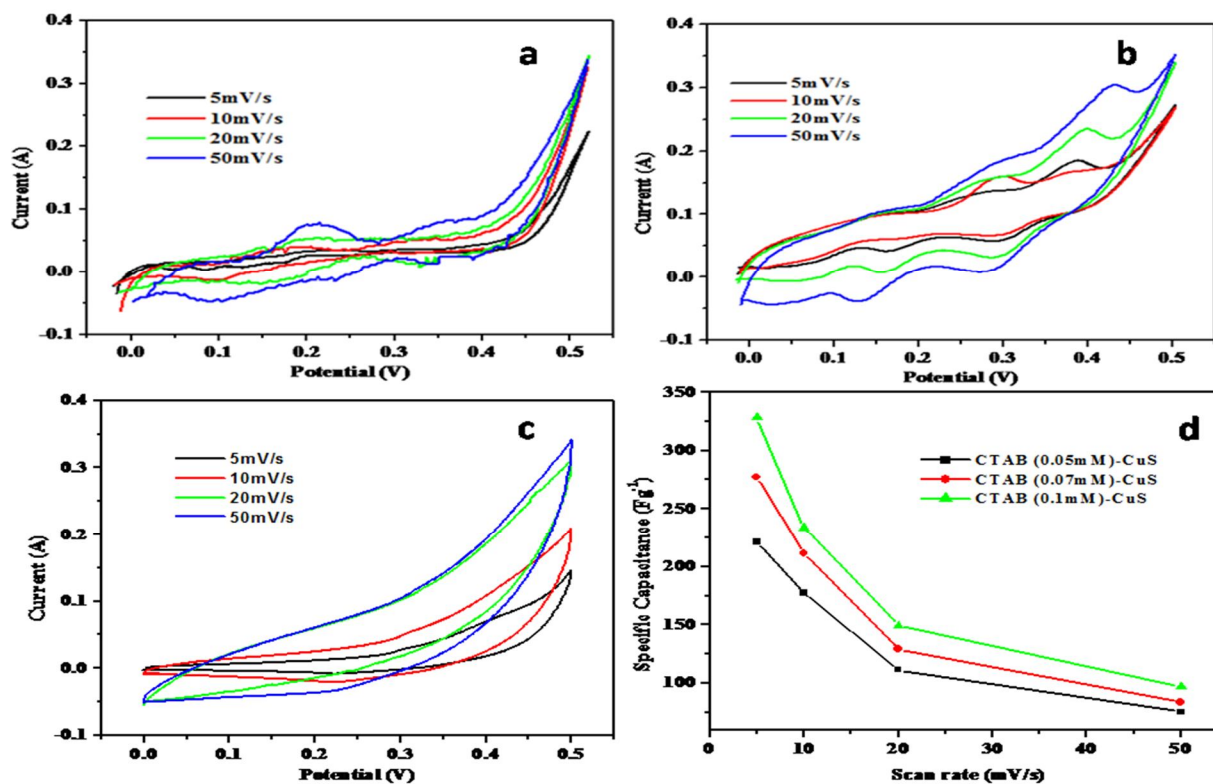 a
0.4
0.3
0.2
0.1
0.0
-0.1
Current (A)
5mV/s
10mV/s
20mV/s
50mV/s
0.0 0.1 0.2 0.3 0.4 0.5
Potential (V)
b
0.4
0.3
0.2
0.1
0.0
-0.1
Current (A)
5mV/s
10mV/s
20mV/s
50mV/s
0.0 0.1 0.2 0.3 0.4 0.5
Potential (V)
c
0.4
0.3
0.2
0.1
0.0
-0.1
Current (A)
5mV/s
10mV/s
20mV/s
50mV/s
0.0 0.1 0.2 0.3 0.4 0.5
Potential (V)
d
350
300
250
200
150
100
Specific Capacitance (Fg⁻¹)
CTAB (0.05mM)-CuS
CTAB (0.07mM)-CuS
CTAB (0.1mM)-CuS
0 10 20 30 40 50
Scan rate (mV/s)